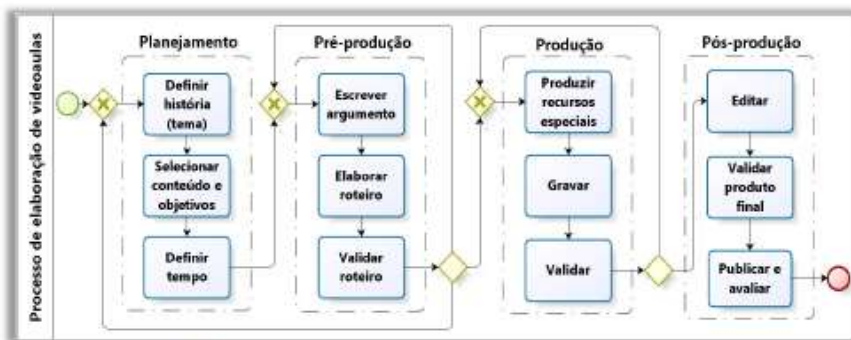 Processo de elaboração de videoaulas
Planejamento
Definir
história
(tema)
Selecionar
conteúdo e
objetivos
Definir
tempo
Pré-produção
Escrever
argumento
Elaborar
roteiro
Validar
roteiro
Produção
Produzir
recursos
especiais
Gravar
Validar
Pós-produção
Editar
Validar
produto
final
Publicar e
avaliar